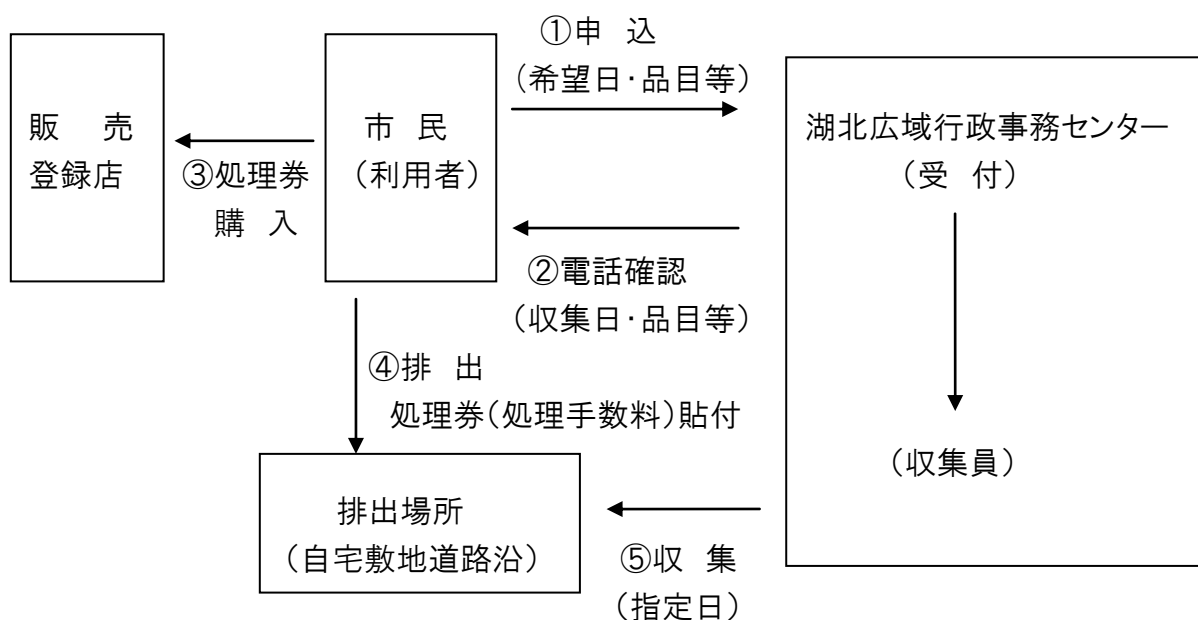 ①申　込
（希望日・品目等）
販　売
登録店
③処理券
購　入
市　民
（利用者）
湖北広域行政事務センター
（受　付）
②電話確認
（収集日・品目等）
④排　出
処理券（処理手数料）貼付
（収集員）
排出場所
（自宅敷地道路沿）
⑤収　集
（指定日）